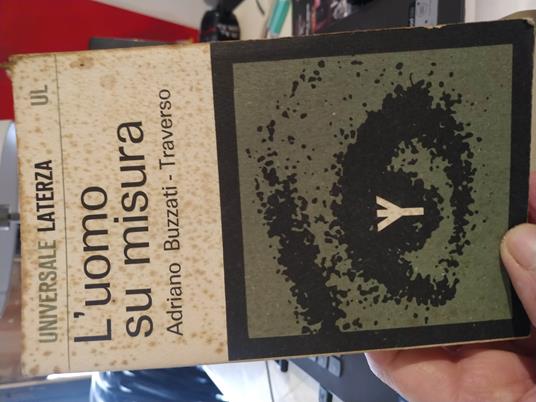 UNIVERSALE LATERZA UL
L'uomo
su misura
Adriano Buzzati - Traverso